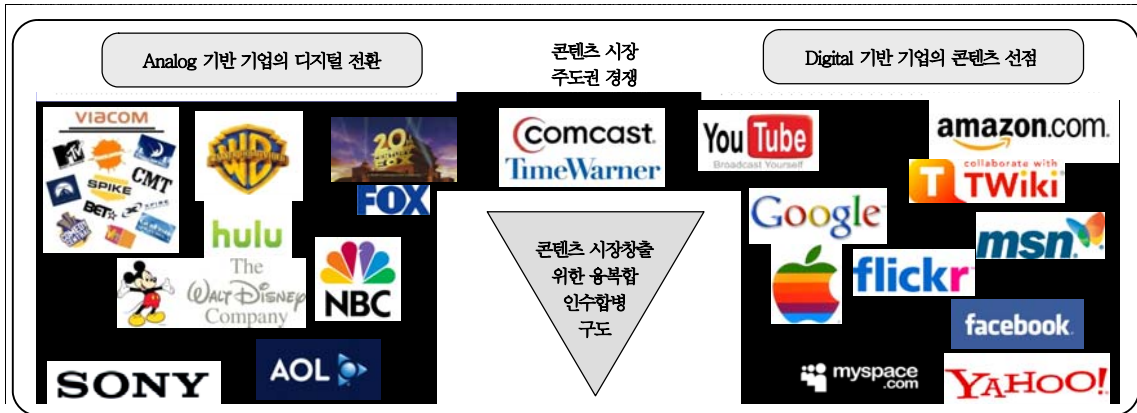 Analog 기반 기업의 디지털 전환
콘텐츠 시장
주도권 경쟁
Digital 기반 기업의 콘텐츠 선점
VIACOM
SPIKE
CMT
BET
WB
20
FOX
FOX
hulu
The
WALT DISNEY
Company
NBC
SONY
AOL
comcast.
TimeWarner
콘텐츠 시장창출
위한 융복합
인수합병
구도
YouTube
Broadcast Yourself
amazon.com.
collaborate with
T TWiki
Google
msn
flickr
facebook.
myspace
.com
YAHOO!